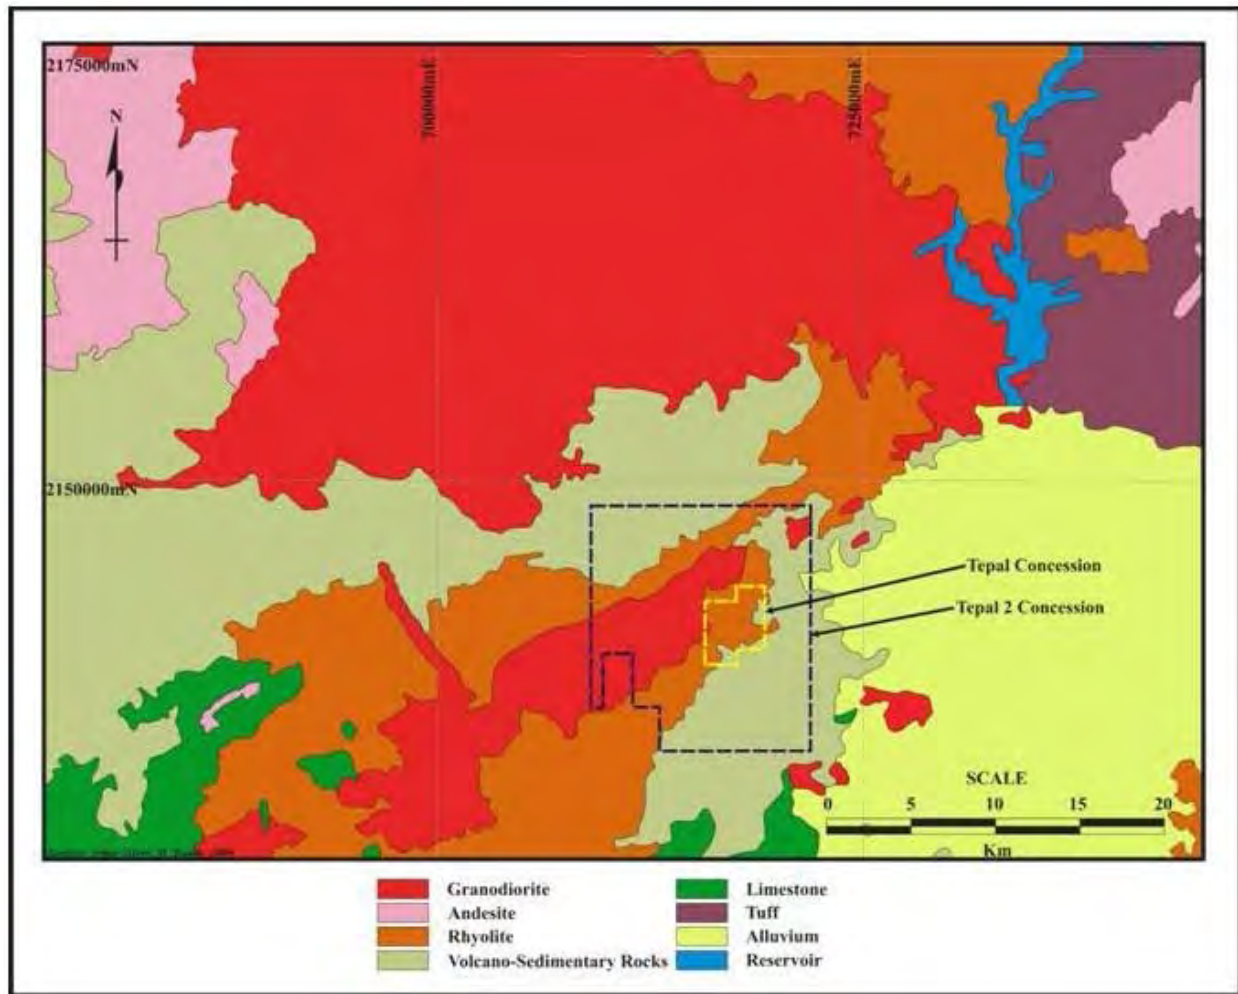 2175000mN
700000mE
725000mE
N
2150000mN
Tepal Concession
Tepal 2 Concession
SCALE
0 5 10 15 20
Km
Granodiorite
Andesite
Rhyolite
Volcano-Sedimentary Rocks
Limestone
Tuff
Alluvium
Reservoir